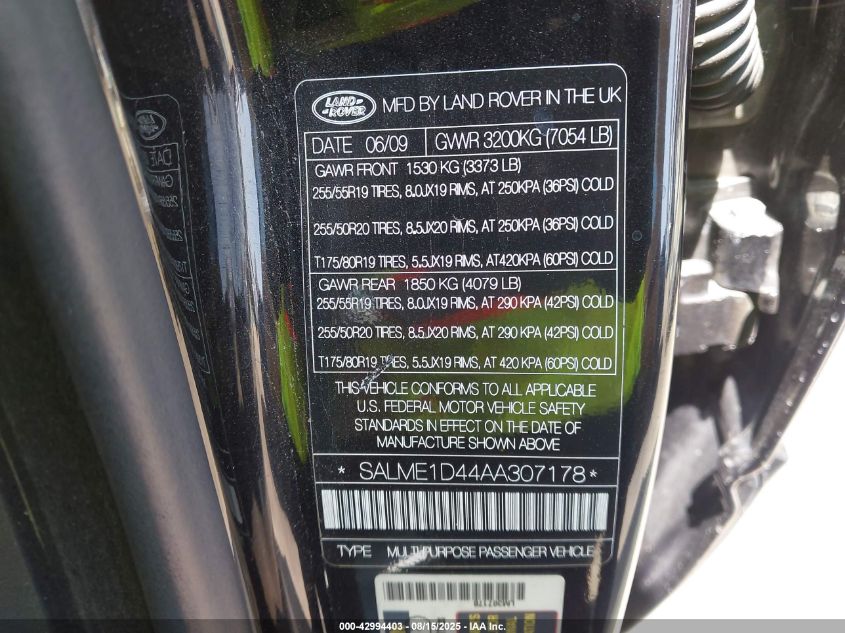 LAND ROVER MFD BY LAND ROVER IN THE UK
DATE 06/09 GVWR 3200KG (7054 LB)
GAWR FRONT 1530 KG (3373 LB)
255/55R19 TIRES, 8.0JX19 RIMS, AT 250KPA (36PSI) COLD
255/50R20 TIRES, 8.5JX20 RIMS, AT 250KPA (36PSI) COLD
T175/80R19 TIRES, 5.5JX19 RIMS, AT420KPA (60PSI) COLD
GAWR REAR 1850 KG (4079 LB)
255/55R19 TIRES, 8.0JX19 RIMS, AT 290 KPA (42PSI) COLD
255/50R20 TIRES, 8.5JX20 RIMS, AT 290 KPA (42PSI) COLD
T175/80R19 TIRES, 5.5JX19 RIMS, AT 420 KPA (60PSI) COLD
THIS VEHICLE CONFORMS TO ALL APPLICABLE
U.S. FEDERAL MOTOR VEHICLE SAFETY
STANDARDS IN EFFECT ON THE DATE OF
MANUFACTURE SHOWN ABOVE
* SALME1D44AA307178 *
TYPE MULTI-PURPOSE PASSENGER VEHICLE
LA307178
000-42994403 - 08/15/2025 - IAA Inc.